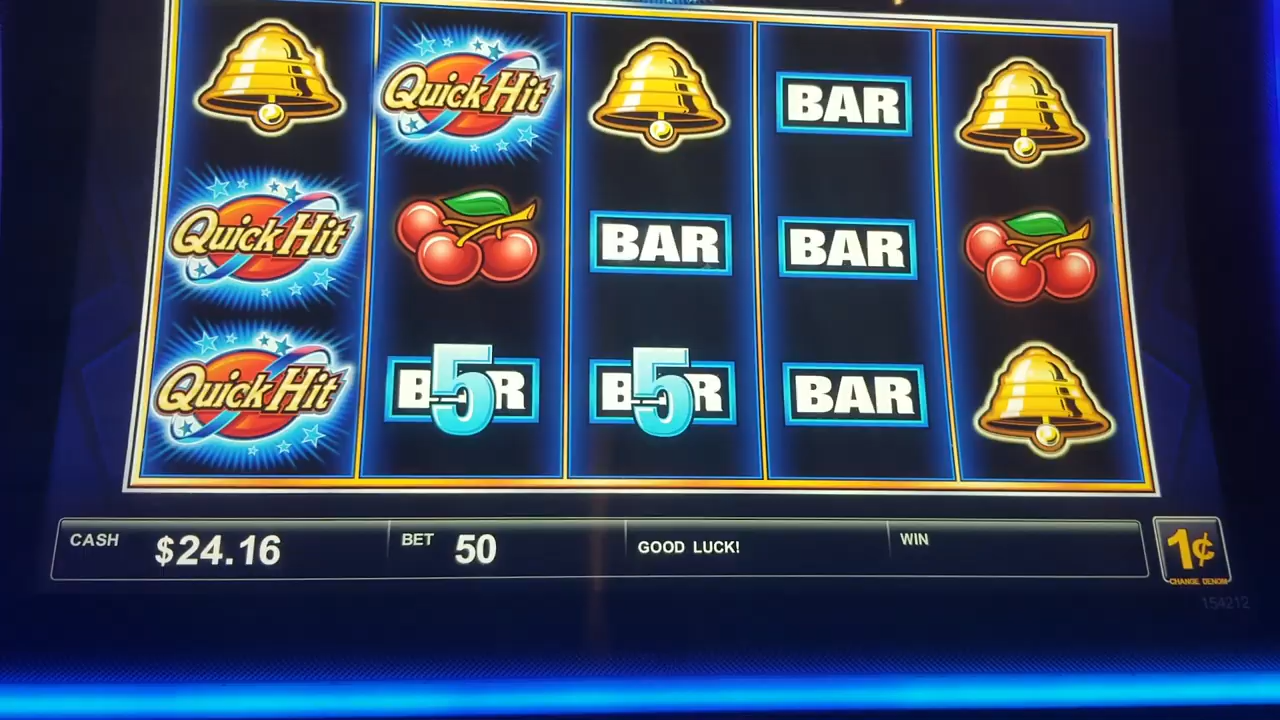 Quick Hit
BAR
Quick Hit
BAR
BAR
Quick Hit
B5R
B5R
BAR
CASH $24.16
BET 50
GOOD LUCK!
WIN
1¢
CHANGE DENOM
154212